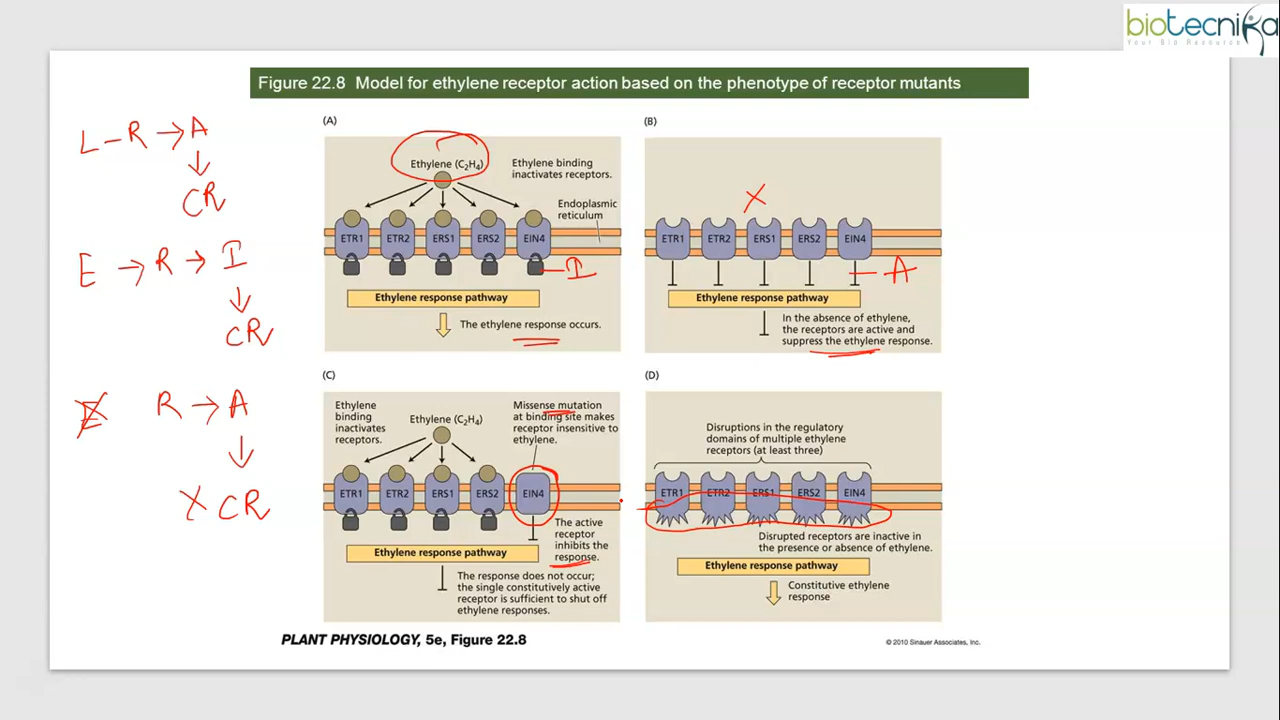 biotecnika
Your Bio Resource
Figure 22.8 Model for ethylene receptor action based on the phenotype of receptor mutants
L – R → A
↓
CR
E → R → I
↓
CR
E R → A
↓
X CR
(A)
Ethylene (C₂H₄)
Ethylene binding
inactivates receptors.
Endoplasmic
reticulum
ETR1 ETR2 ERS1 ERS2 EIN4
I
Ethylene response pathway
The ethylene response occurs.
(B)
X
ETR1 ETR2 ERS1 ERS2 EIN4
A
Ethylene response pathway
In the absence of ethylene,
the receptors are active and
suppress the ethylene response.
(C)
Ethylene
binding
inactivates
receptors.
Ethylene (C₂H₄)
Missense mutation
at binding site makes
receptor insensitive to
ethylene.
ETR1 ETR2 ERS1 ERS2 EIN4
The active
receptor
inhibits the
response.
Ethylene response pathway
The response does not occur;
the single constitutively active
receptor is sufficient to shut off
ethylene responses.
(D)
Disruptions in the regulatory
domains of multiple ethylene
receptors (at least three)
ETR1 ETR2 ERS1 ERS2 EIN4
Disrupted receptors are inactive in
the presence or absence of ethylene.
Ethylene response pathway
Constitutive ethylene
response
PLANT PHYSIOLOGY, 5e, Figure 22.8
© 2010 Sinauer Associates, Inc.